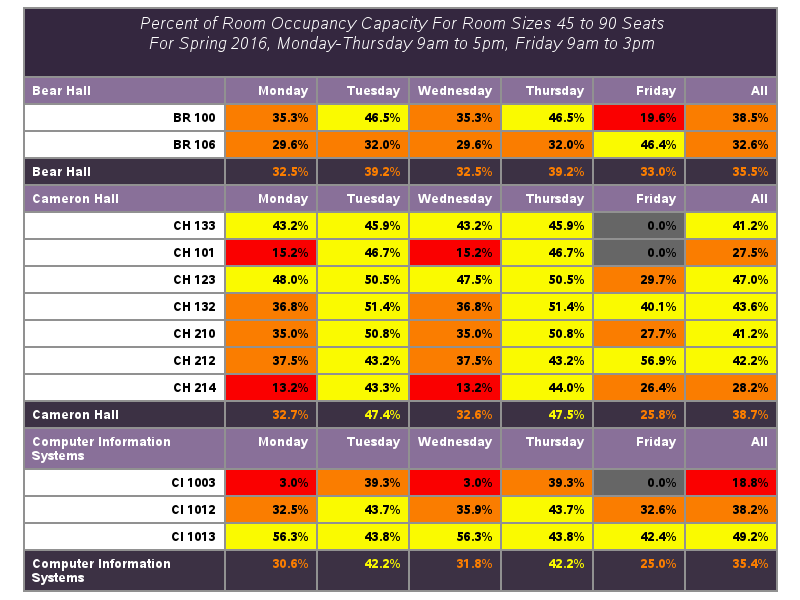 Percent of Room Occupancy Capacity For Room Sizes 45 to 90 Seats
For Spring 2016, Monday-Thursday 9am to 5pm, Friday 9am to 3pm
Bear Hall Monday Tuesday Wednesday Thursday Friday All
BR 100 35.3% 46.5% 35.3% 46.5% 19.6% 38.5%
BR 106 29.6% 32.0% 29.6% 32.0% 46.4% 32.6%
Bear Hall 32.5% 39.2% 32.5% 39.2% 33.0% 35.5%
Cameron Hall Monday Tuesday Wednesday Thursday Friday All
CH 133 43.2% 45.9% 43.2% 45.9% 0.0% 41.2%
CH 101 15.2% 46.7% 15.2% 46.7% 0.0% 27.5%
CH 123 48.0% 50.5% 47.5% 50.5% 29.7% 47.0%
CH 132 36.8% 51.4% 36.8% 51.4% 40.1% 43.6%
CH 210 35.0% 50.8% 35.0% 50.8% 27.7% 41.2%
CH 212 37.5% 43.2% 37.5% 43.2% 56.9% 42.2%
CH 214 13.2% 43.3% 13.2% 44.0% 26.4% 28.2%
Cameron Hall 32.7% 47.4% 32.6% 47.5% 25.8% 38.7%
Computer Information Monday Tuesday Wednesday Thursday Friday All
Systems
CI 1003 3.0% 39.3% 3.0% 39.3% 0.0% 18.8%
CI 1012 32.5% 43.7% 35.9% 43.7% 32.6% 38.2%
CI 1013 56.3% 43.8% 56.3% 43.8% 42.4% 49.2%
Computer Information 30.6% 42.2% 31.8% 42.2% 25.0% 35.4%
Systems